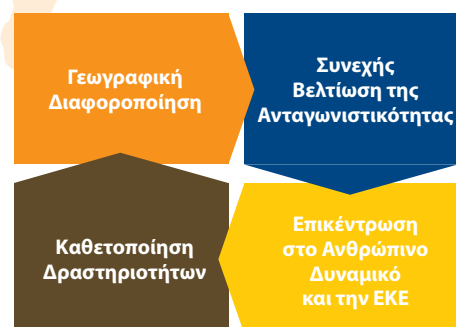 Γεωγραφική
Διαφοροποίηση
Συνεχής
Βελτίωση της
Ανταγωνιστικότητας
Καθετοποίηση
Δραστηριοτήτων
Επικέντρωση
στο Ανθρώπινο
Δυναμικό
και την ΕΚΕ